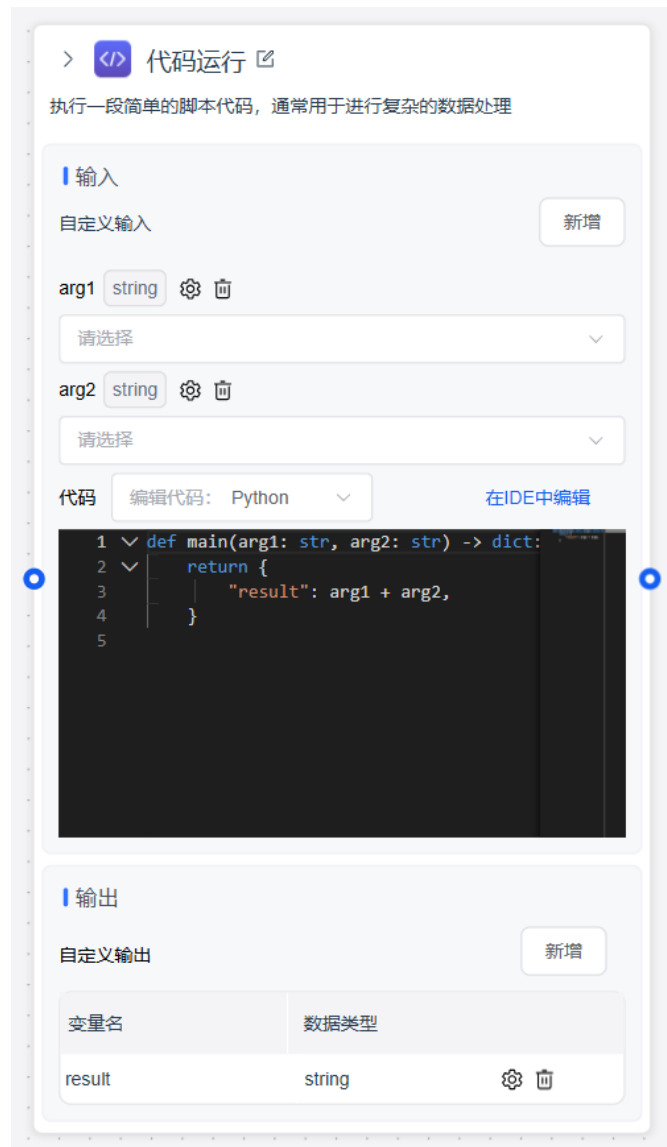 代码运行
执行一段简单的脚本代码，通常用于进行复杂的数据处理
输入
自定义输入 新增
arg1 string
请选择
arg2 string
请选择
代码 编辑代码： Python 在IDE中编辑
1 def main(arg1: str, arg2: str) -> dict:
2 return {
3 "result": arg1 + arg2,
4 }
5
输出
自定义输出 新增
变量名 数据类型
result string